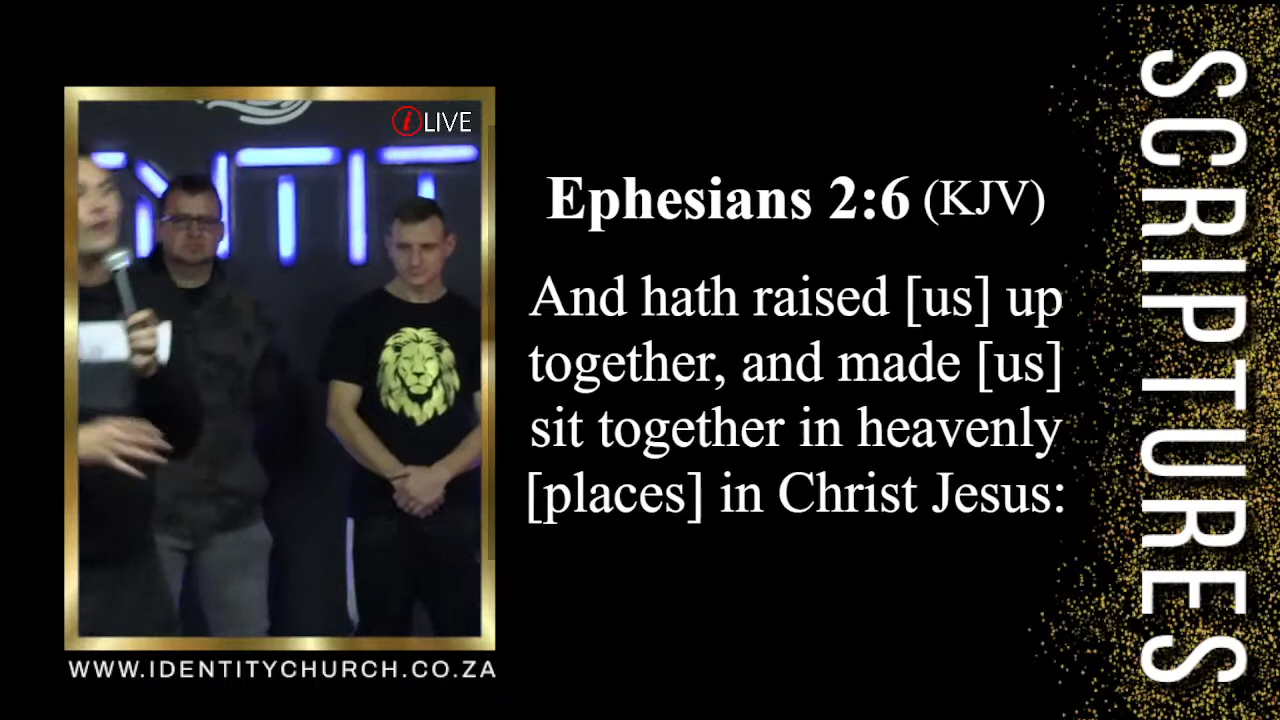 i LIVE
NTIT
Ephesians 2:6 (KJV)
And hath raised [us] up
together, and made [us]
sit together in heavenly
[places] in Christ Jesus:
WWW.IDENTITYCHURCH.CO.ZA
SCRIPTURES